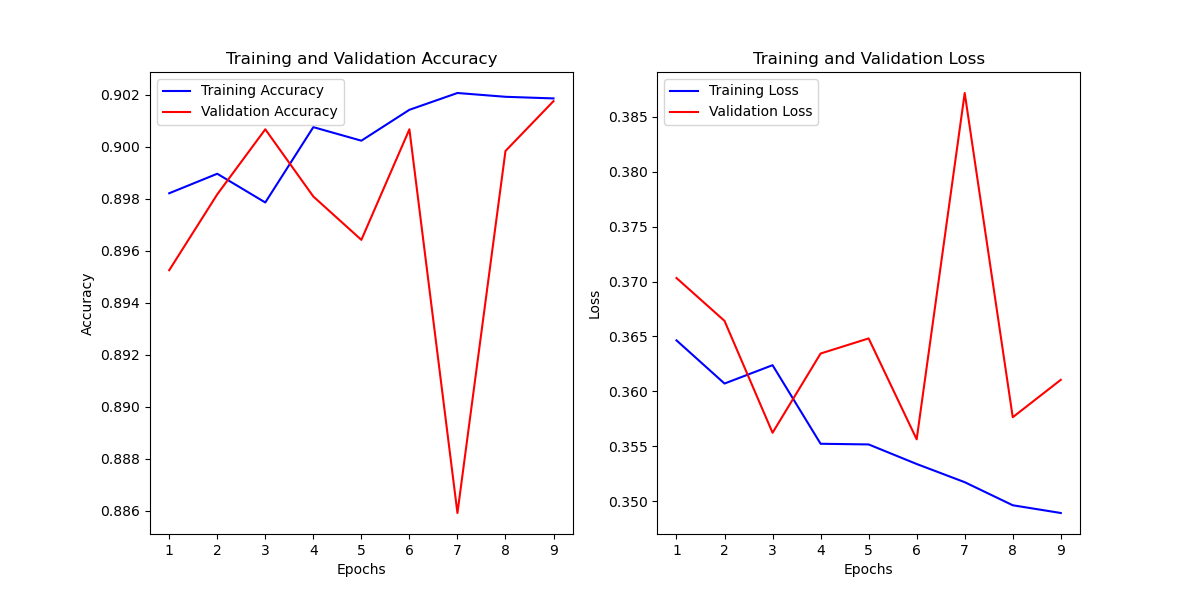 Training and Validation Accuracy
Training Accuracy
Validation Accuracy
0.902
0.900
0.898
0.896
0.894
0.892
0.890
0.888
0.886
Accuracy
1 2 3 4 5 6 7 8 9
Epochs
Training and Validation Loss
Training Loss
Validation Loss
0.385
0.380
0.375
0.370
0.365
0.360
0.355
0.350
Loss
1 2 3 4 5 6 7 8 9
Epochs